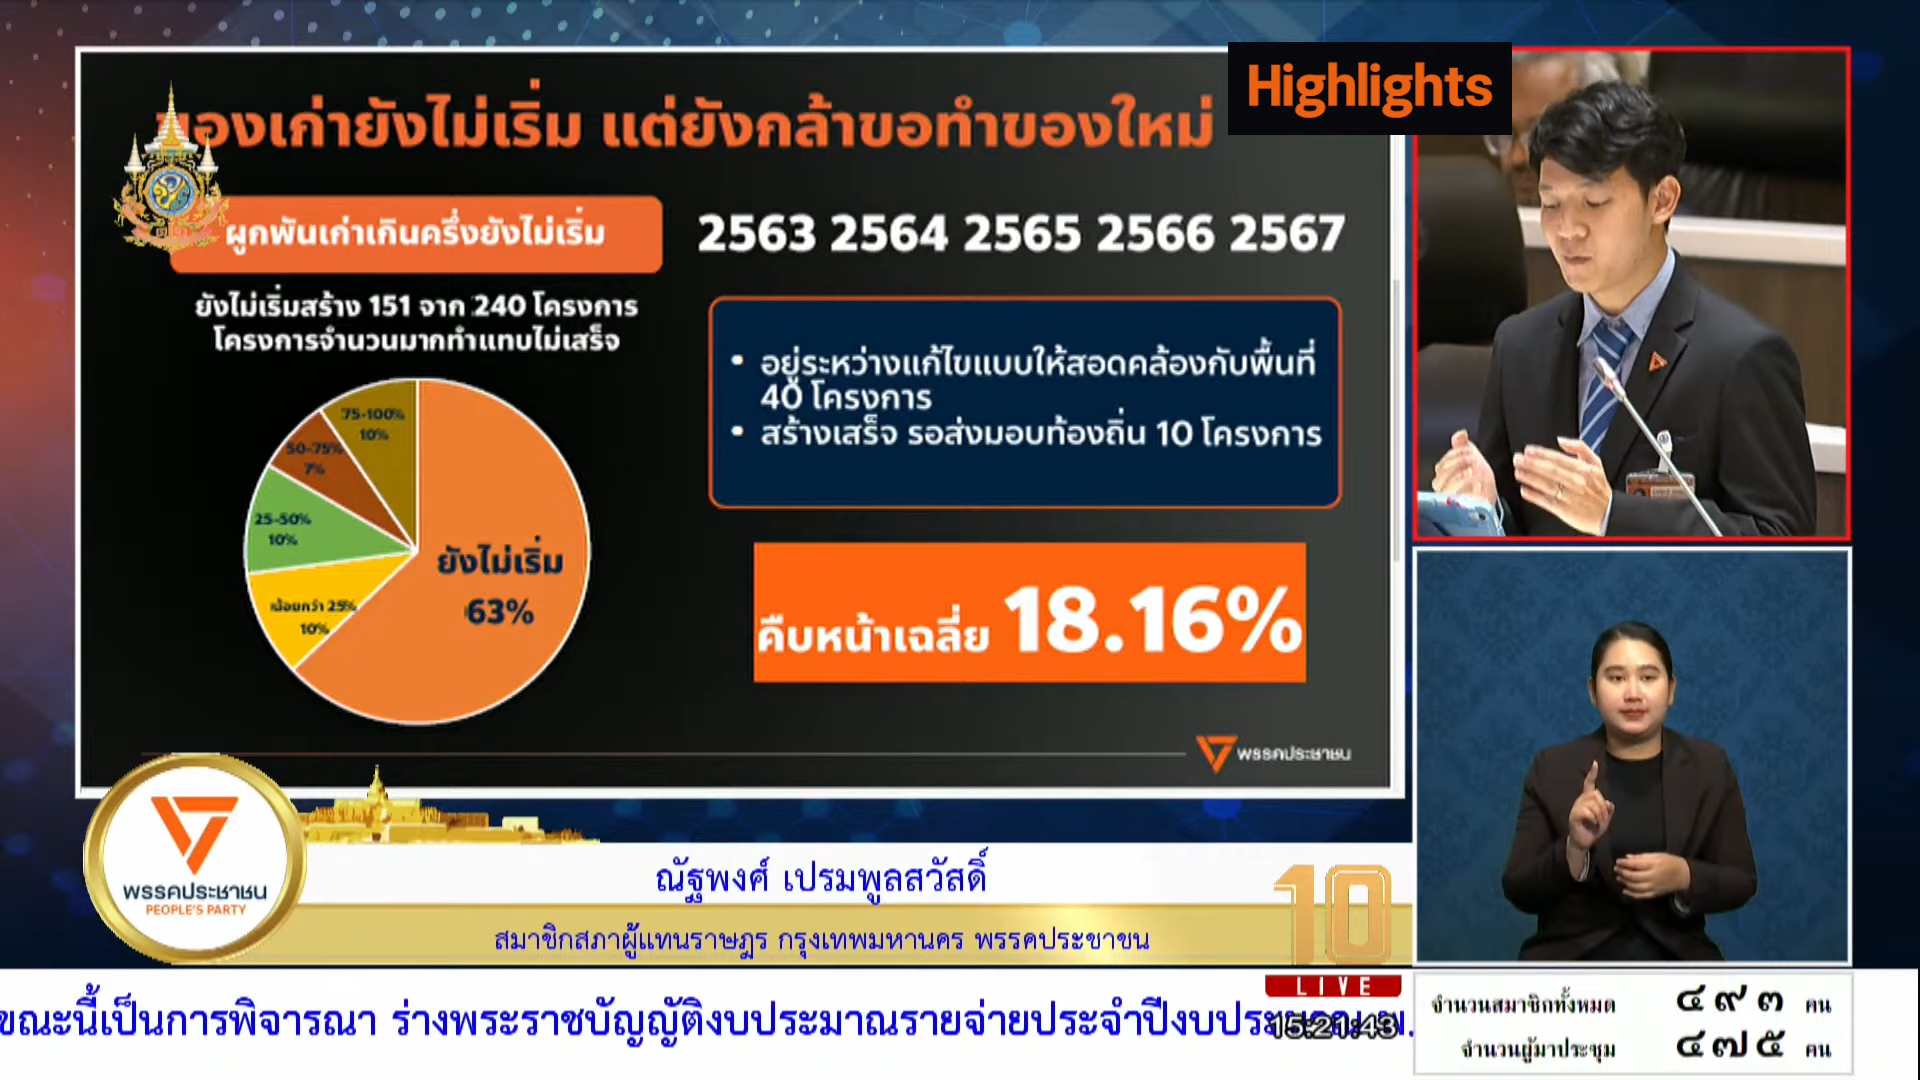 Highlights
ของเก่ายังไม่เริ่ม แต่ยังกล้าขอทำของใหม่
ผูกพันเก่าเกินครึ่งยังไม่เริ่ม
2563 2564 2565 2566 2567
ยังไม่เริ่มสร้าง 151 จาก 240 โครงการ
โครงการจำนวนมากทำแทบไม่เสร็จ
• อยู่ระหว่างแก้ไขแบบให้สอดคล้องกับพื้นที่
40 โครงการ
• สร้างเสร็จ รอส่งมอบท้องถิ่น 10 โครงการ
75-100%
10%
50-75%
7%
25-50%
10%
น้อยกว่า 25%
10%
ยังไม่เริ่ม
63%
คืบหน้าเฉลี่ย 18.16%
พรรคประชาชน
พรรคประชาชน
PEOPLE'S PARTY
ณัฐพงศ์ เปรมพูลสวัสดิ์
สมาชิกสภาผู้แทนราษฎร กรุงเทพมหานคร พรรคประชาชน
10
LIVE
ขณะนี้เป็นการพิจารณา ร่างพระราชบัญญัติงบประมาณรายจ่ายประจำปีงบประมาณ พ.
15:21:43
จำนวนสมาชิกทั้งหมด ๔๙๓ คน
จำนวนผู้มาประชุม ๔๗๕ คน